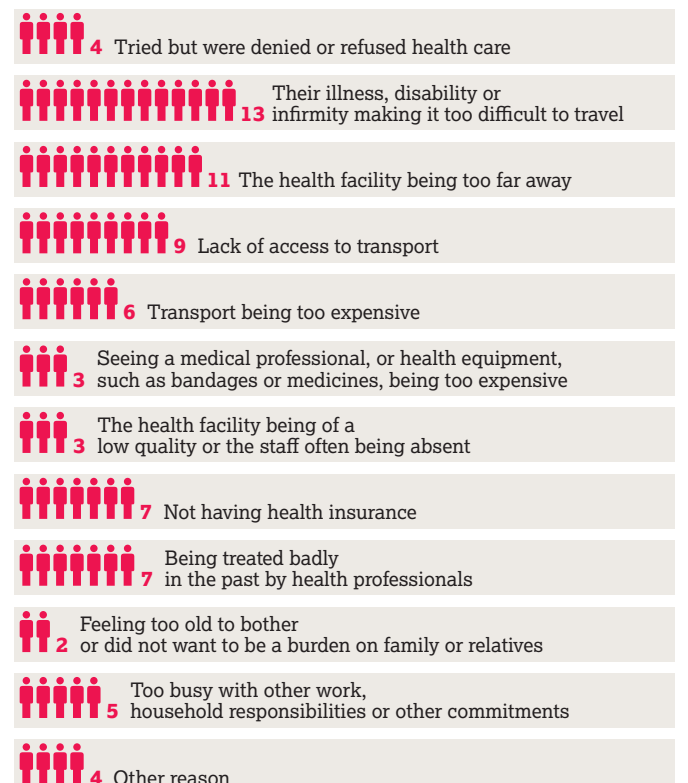 4 Tried but were denied or refused health care
Their illness, disability or
13 infirmity making it too difficult to travel
11 The health facility being too far away
9 Lack of access to transport
6 Transport being too expensive
Seeing a medical professional, or health equipment,
3 such as bandages or medicines, being too expensive
The health facility being of a
3 low quality or the staff often being absent
7 Not having health insurance
Being treated badly
7 in the past by health professionals
Feeling too old to bother
2 or did not want to be a burden on family or relatives
Too busy with other work,
5 household responsibilities or other commitments
4 Other reason